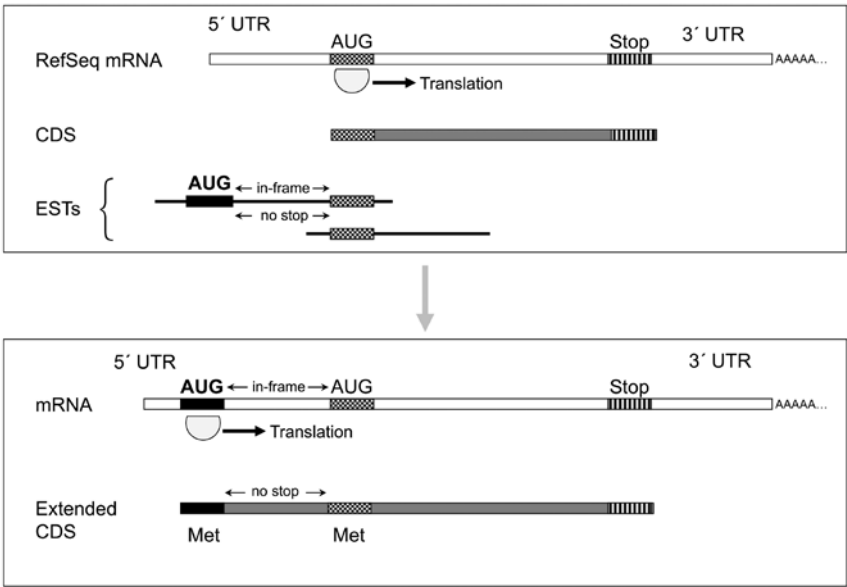 5´ UTR
AUG
Stop
3´ UTR
RefSeq mRNA
AAAAA...
Translation
CDS
AUG
in-frame
ESTs
no stop
5´ UTR
3´ UTR
AUG
in-frame
AUG
Stop
mRNA
AAAAA...
Translation
no stop
Extended
CDS
Met
Met